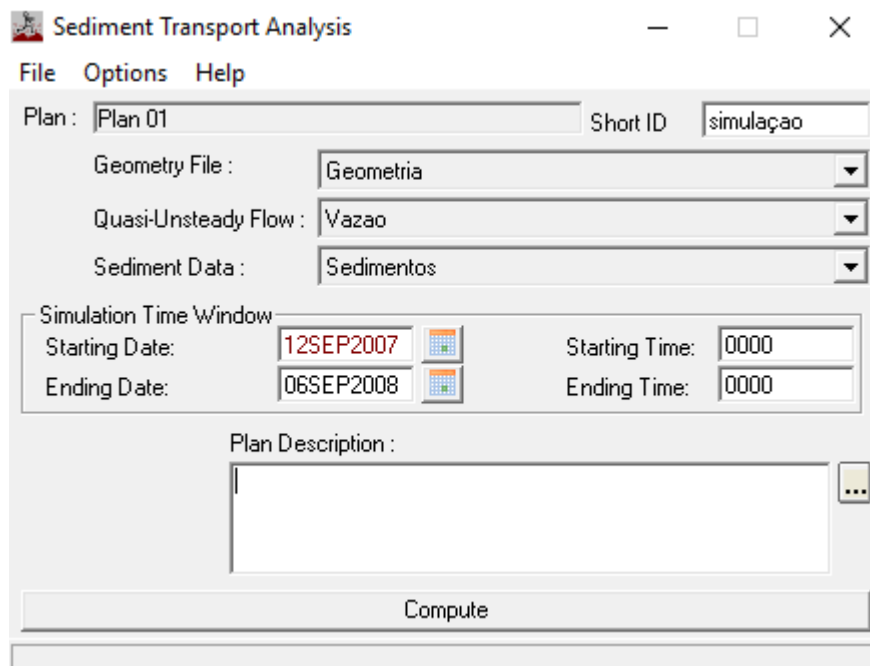 Sediment Transport Analysis
File Options Help
Plan : Plan 01 Short ID simulaçao
Geometry File : Geometria
Quasi-Unsteady Flow : Vazao
Sediment Data : Sedimentos
Simulation Time Window
Starting Date: 12SEP2007 Starting Time: 0000
Ending Date: 06SEP2008 Ending Time: 0000
Plan Description :
...
Compute